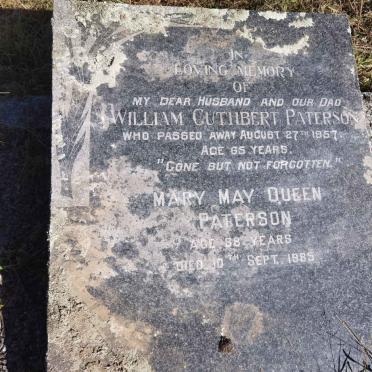 IN
LOVING MEMORY
OF
MY DEAR HUSBAND AND OUR DAD
WILLIAM CUTHBERT PATERSON
WHO PASSED AWAY AUGUST 27TH 1957.
AGE 65 YEARS.
"GONE BUT NOT FORGOTTEN."
MARY MAY QUEEN
PATERSON
AGE 88 YEARS
DIED 10TH SEPT. 1985